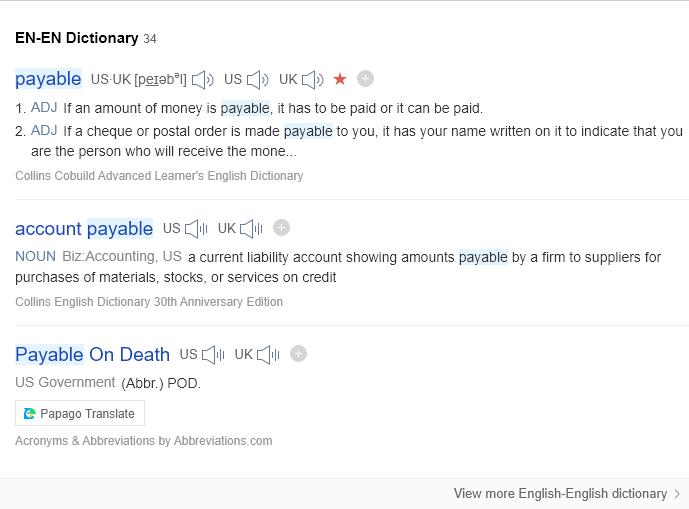 EN-EN Dictionary 34
payable US·UK [peɪəbᵊl] US UK
1. ADJ If an amount of money is payable, it has to be paid or it can be paid.
2. ADJ If a cheque or postal order is made payable to you, it has your name written on it to indicate that you
are the person who will receive the mone...
Collins Cobuild Advanced Learner's English Dictionary
account payable US UK
NOUN Biz:Accounting, US a current liability account showing amounts payable by a firm to suppliers for
purchases of materials, stocks, or services on credit
Collins English Dictionary 30th Anniversary Edition
Payable On Death US UK
US Government (Abbr.) POD.
Papago Translate
Acronyms & Abbreviations by Abbreviations.com
View more English-English dictionary